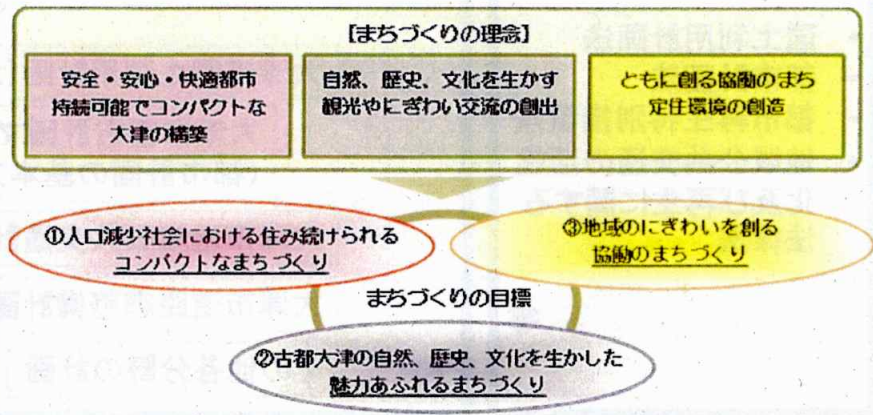 【まちづくりの理念】
安全・安心・快適都市
持続可能でコンパクトな
大津の構築
自然、歴史、文化を生かす
観光やにぎわい交流の創出
ともに創る協働のまち
定住環境の創造
①人口減少社会における住み続けられる
コンパクトなまちづくり
③地域のにぎわいを創る
協働のまちづくり
まちづくりの目標
②古都大津の自然、歴史、文化を生かした
魅力あふれるまちづくり